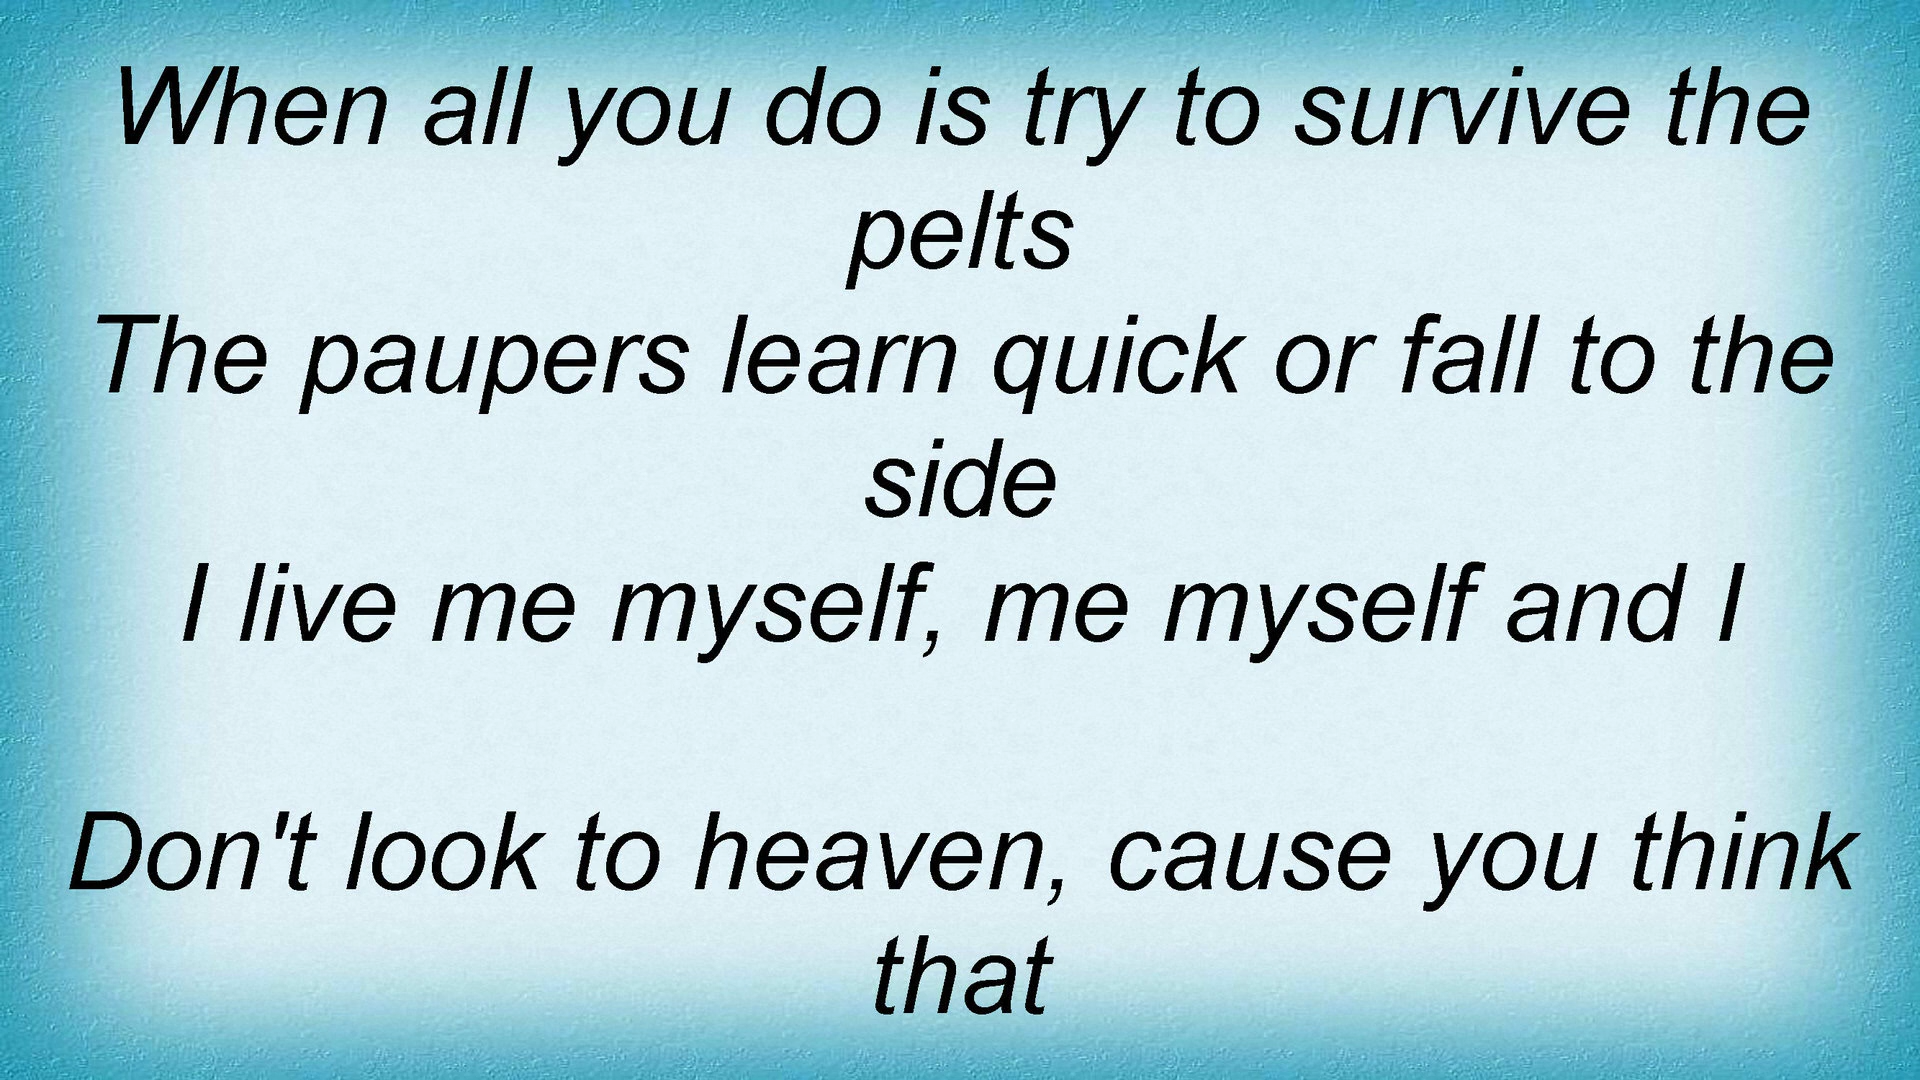 When all you do is try to survive the
pelts
The paupers learn quick or fall to the
side
I live me myself, me myself and I
Don't look to heaven, cause you think
that